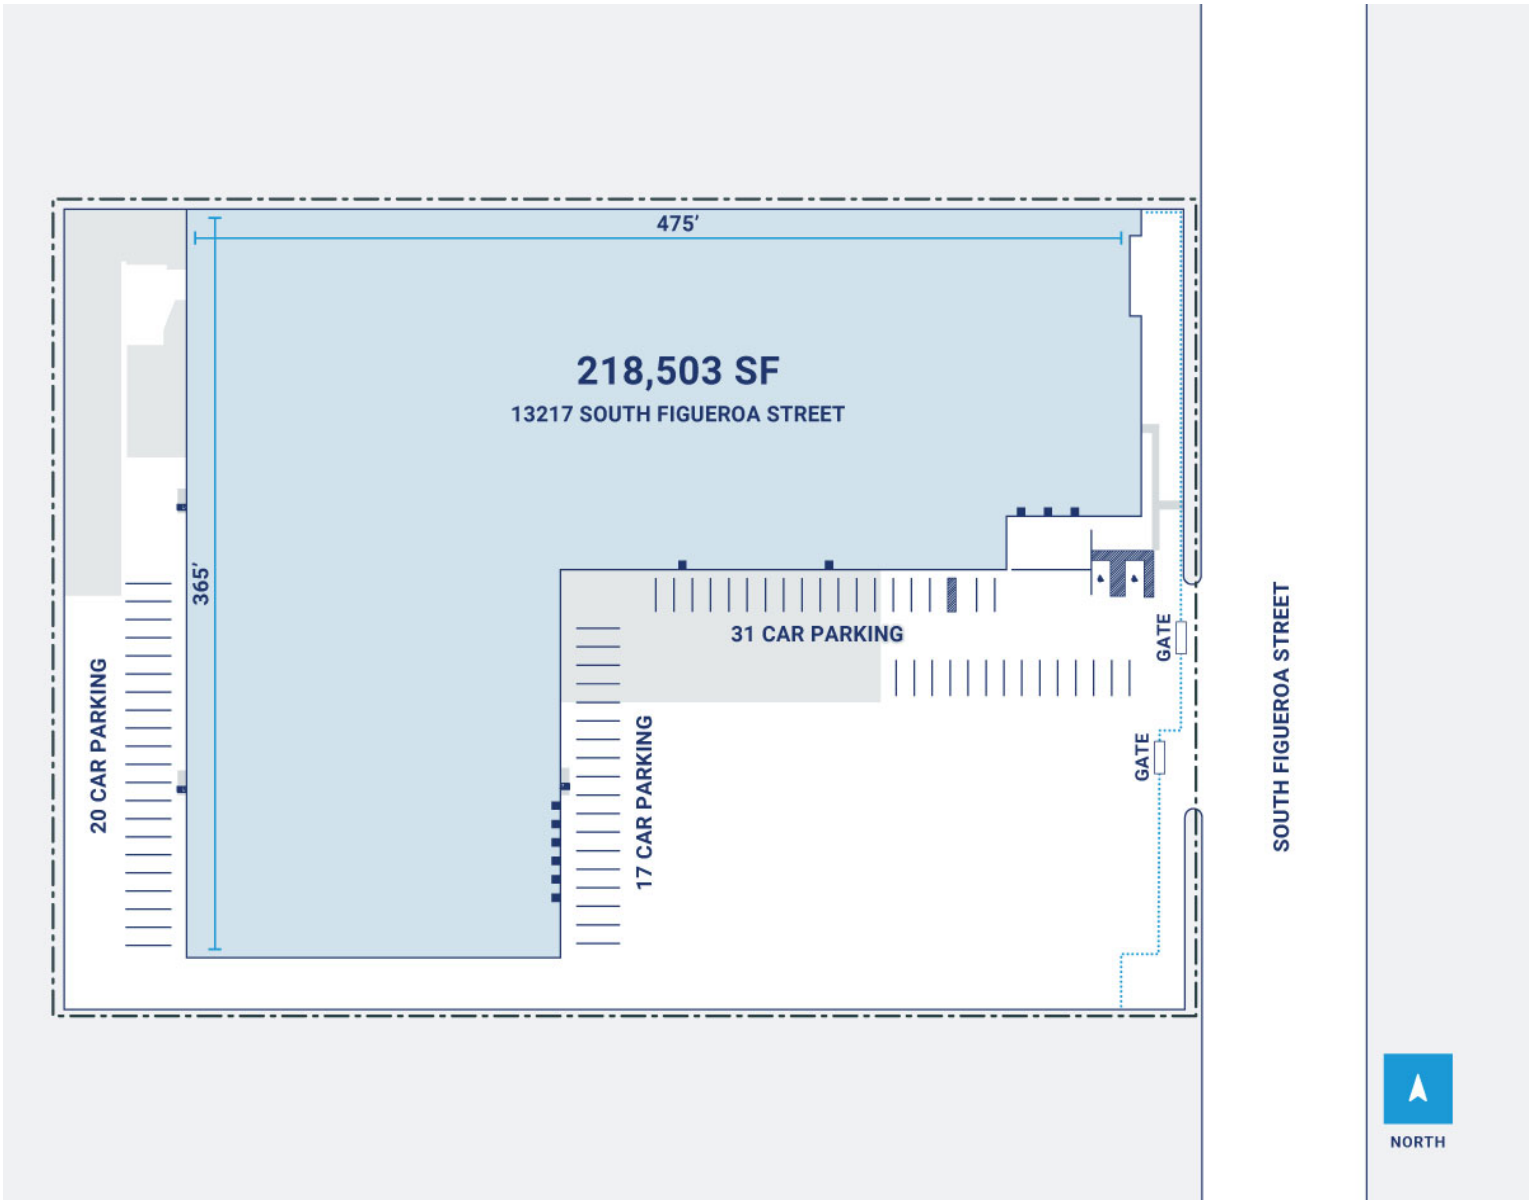 475’
218,503 SF
13217 SOUTH FIGUEROA STREET
365’
31 CAR PARKING
20 CAR PARKING
17 CAR PARKING
GATE
GATE
SOUTH FIGUEROA STREET
NORTH